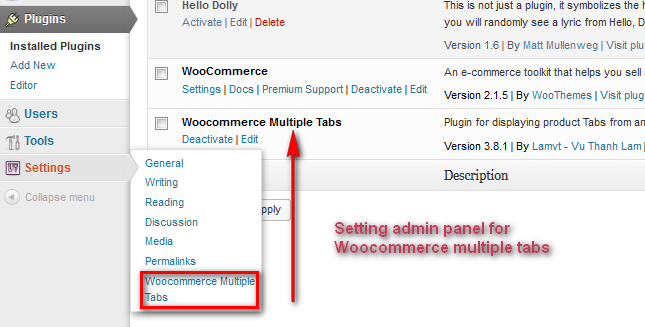 Plugins
Installed Plugins
Add New
Editor
Users
Tools
Settings
Collapse menu
General
Writing
Reading
Discussion
Media
Permalinks
Woocommerce Multiple
Tabs
Hello Dolly
Activate | Edit | Delete
This is not just a plugin, it symbolizes the h
you will randomly see a lyric from Hello, D
Version 1.6 | By Matt Mullenweg | Visit plu
WooCommerce
Settings | Docs | Premium Support | Deactivate | Edit
An e-commerce toolkit that helps you sell a
Version 2.1.5 | By WooThemes | Visit plugi
Woocommerce Multiple Tabs
Deactivate | Edit
Plugin for displaying product Tabs from an
Version 3.8.1 | By Lamvt - Vu Thanh Lam |
Description
pply
Setting admin panel for
Woocommerce multiple tabs